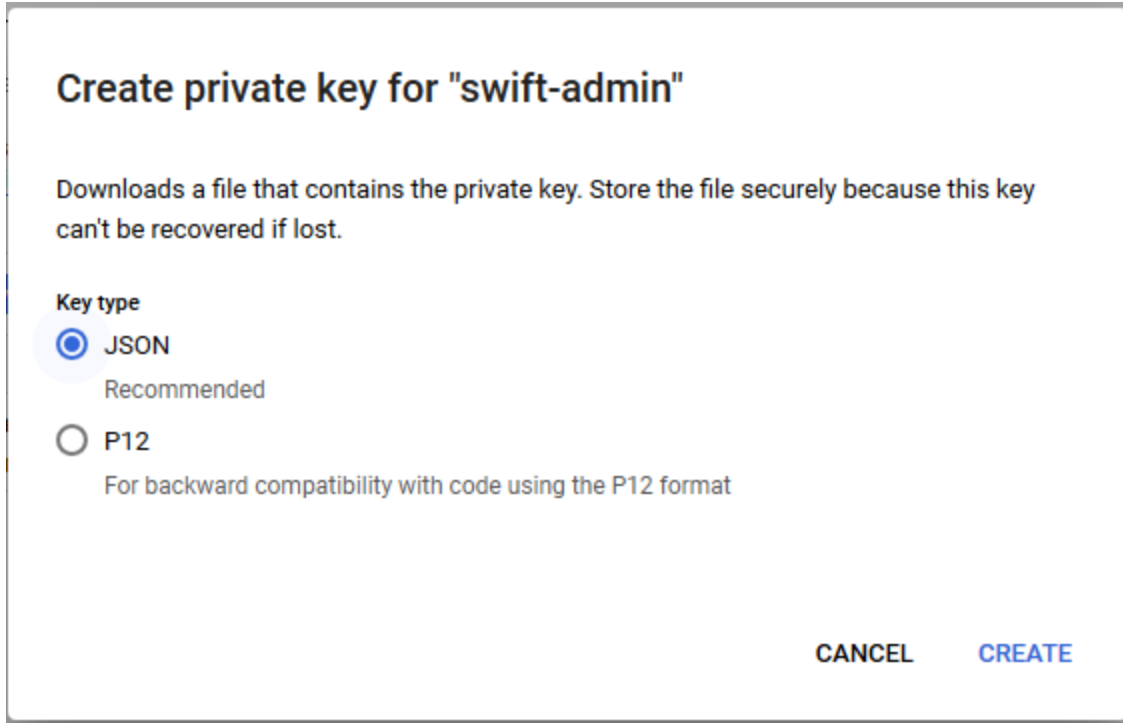 Create private key for "swift-admin"
Downloads a file that contains the private key. Store the file securely because this key
can't be recovered if lost.
Key type
JSON
Recommended
P12
For backward compatibility with code using the P12 format
CANCEL CREATE